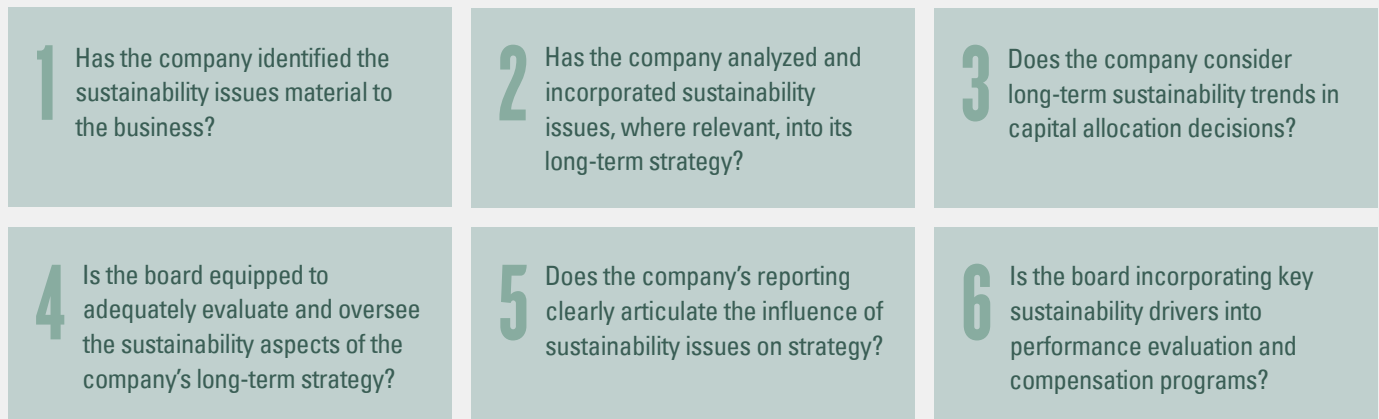 1
Has the company identified the
sustainability issues material to
the business?
2
Has the company analyzed and
incorporated sustainability
issues, where relevant, into its
long-term strategy?
3
Does the company consider
long-term sustainability trends in
capital allocation decisions?
4
Is the board equipped to
adequately evaluate and oversee
the sustainability aspects of the
company’s long-term strategy?
5
Does the company’s reporting
clearly articulate the influence of
sustainability issues on strategy?
6
Is the board incorporating key
sustainability drivers into
performance evaluation and
compensation programs?